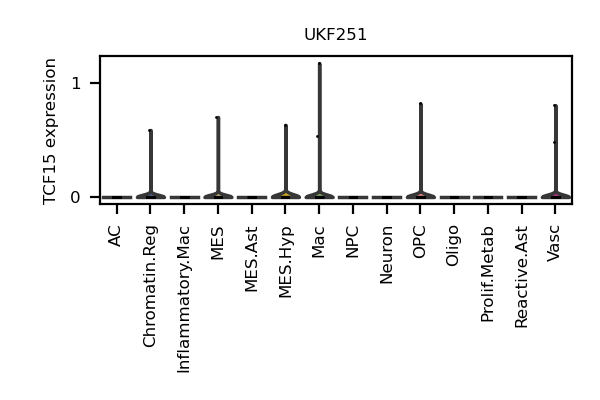 UKF251
TCF15 expression
1
0
AC
Chromatin.Reg
Inflammatory.Mac
MES
MES.Ast
MES.Hyp
Mac
NPC
Neuron
OPC
Oligo
Prolif.Metab
Reactive.Ast
Vasc